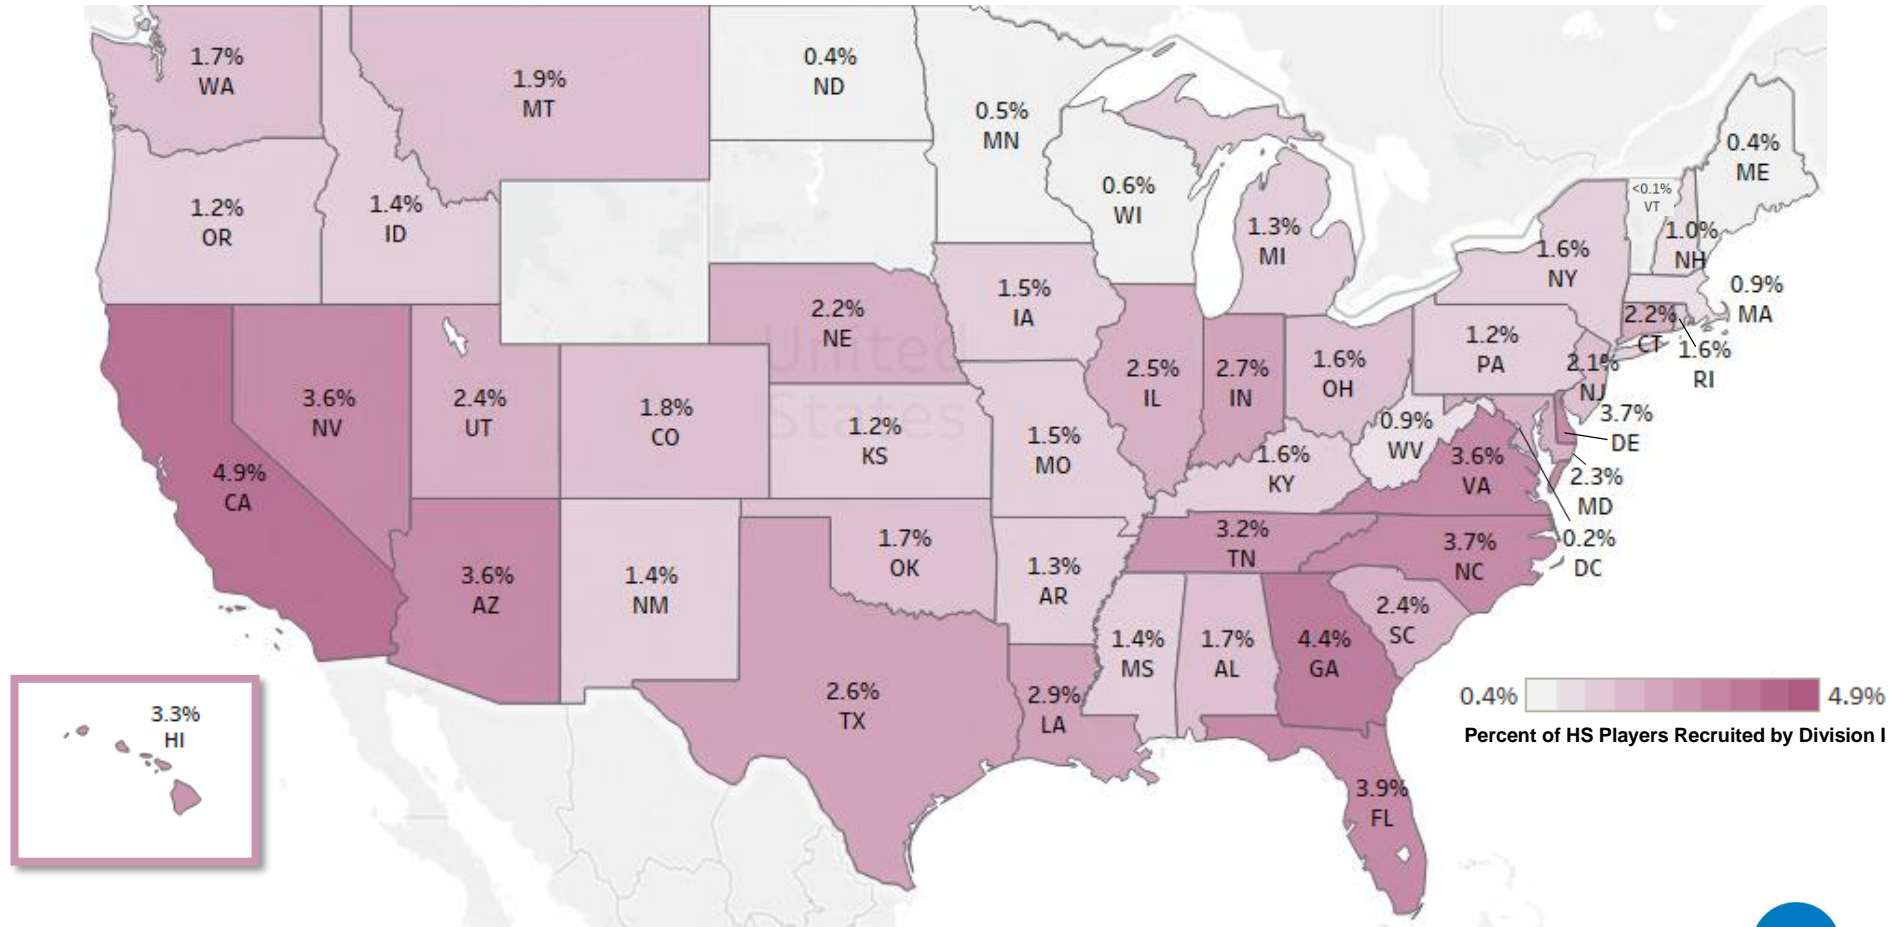 1.7%
WA
1.9%
MT
0.4%
ND
0.5%
MN
0.4%
ME
<0.1%
VT
0.6%
WI
1.2%
OR
1.4%
ID
1.3%
MI
1.0%
NH
1.6%
NY
0.9%
MA
1.5%
IA
2.2%
NE
2.2%
CT
1.6%
RI
1.2%
PA
2.1%
NJ
United
States
3.6%
NV
2.4%
UT
1.8%
CO
1.2%
KS
1.5%
MO
2.5%
IL
2.7%
IN
1.6%
OH
0.9%
WV
3.7%
DE
4.9%
CA
1.6%
KY
3.6%
VA
2.3%
MD
0.2%
DC
3.6%
AZ
1.4%
NM
1.7%
OK
1.3%
AR
3.2%
TN
3.7%
NC
2.4%
SC
1.4%
MS
1.7%
AL
4.4%
GA
2.6%
TX
2.9%
LA
3.9%
FL
3.3%
HI
0.4% 4.9%
Percent of HS Players Recruited by Division I